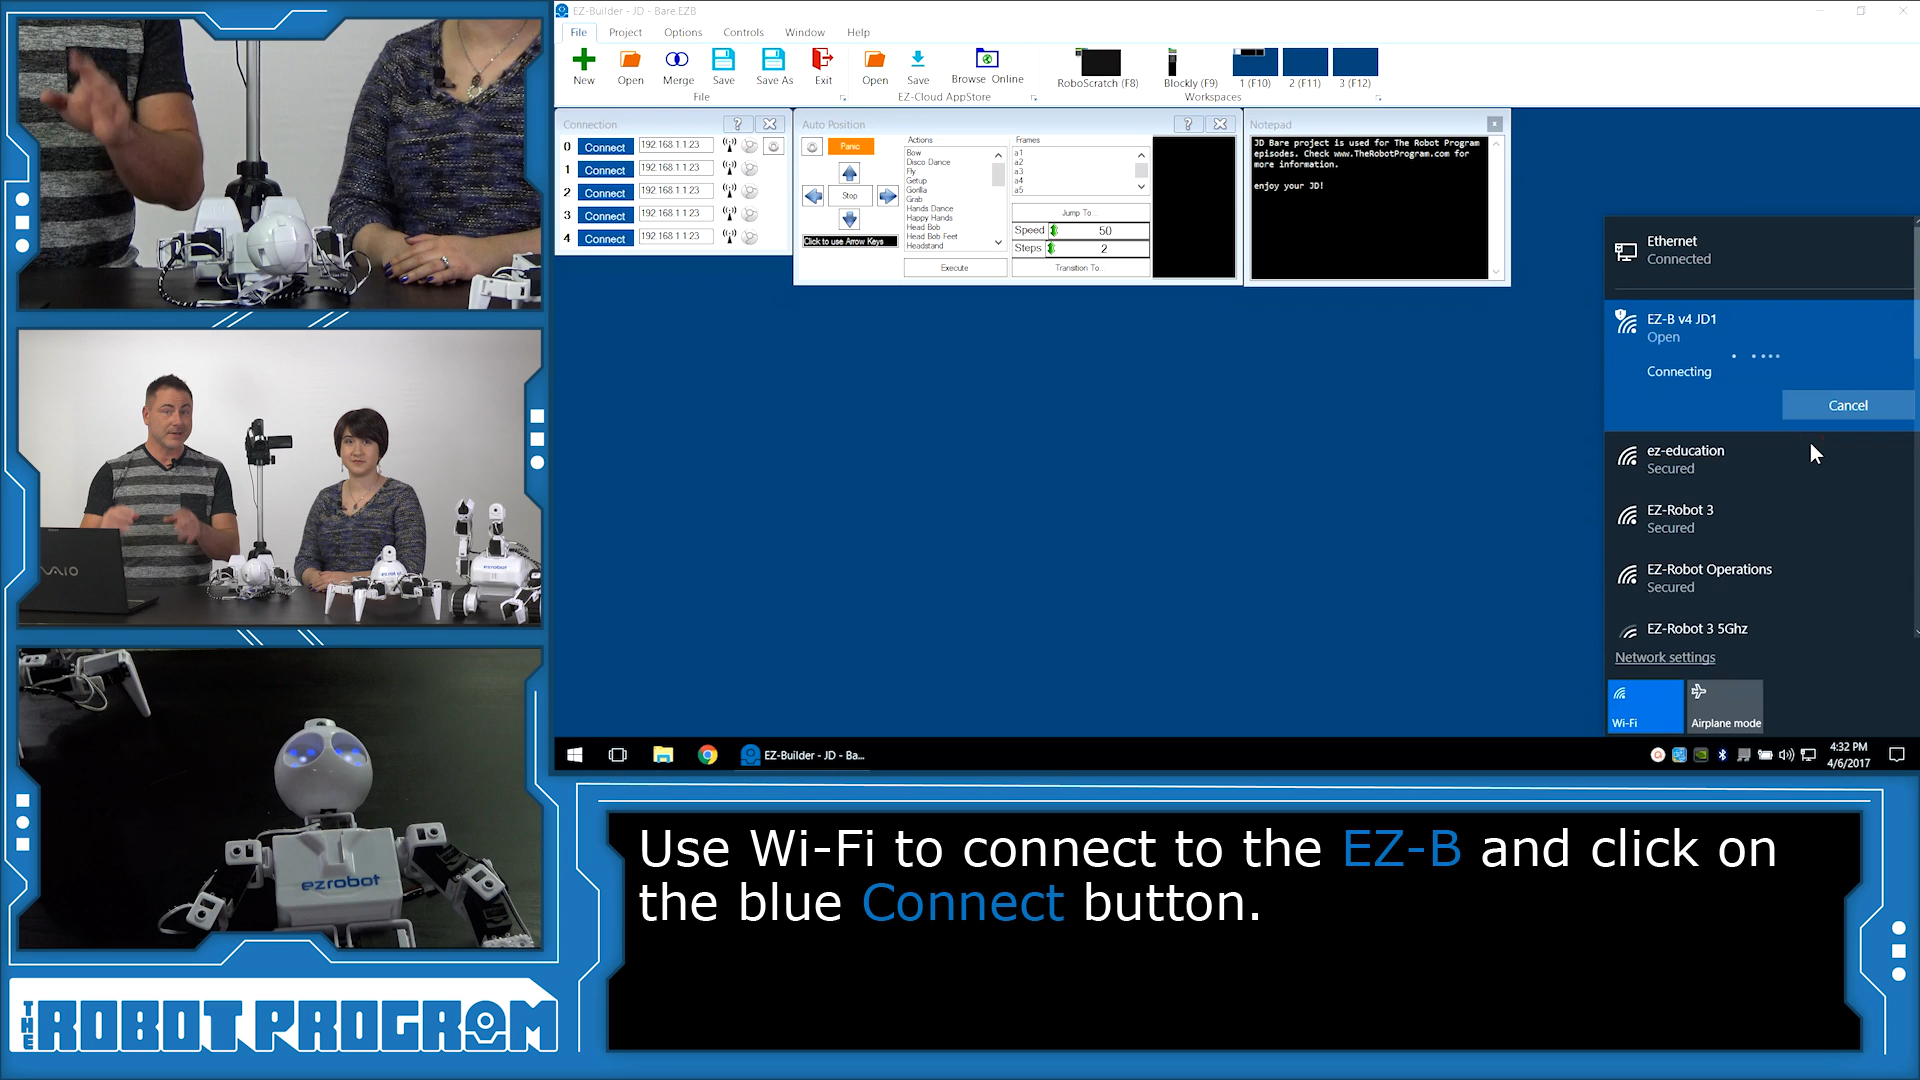 EZ-Builder - JD - Bare.EZB
File Project Options Controls Window Help
New Open Merge Save Save As Exit Open Save Browse Online RoboScratch (F8) Blockly (F9) 1 (F10) 2 (F11) 3 (F12)
File EZ-Cloud AppStore Workspaces
Connection ?
0 Connect 192.168.1.1:23
1 Connect 192.168.1.1:23
2 Connect 192.168.1.1:23
3 Connect 192.168.1.1:23
4 Connect 192.168.1.1:23
Auto Position ?
Panic
Stop
Click to use Arrow Keys
Actions
Bow
Disco Dance
Fly
Getup
Gorilla
Grab
Hands Dance
Happy Hands
Head Bob
Head Bob Feet
Headstand
Execute
Frames
a1
a2
a3
a4
a5
Jump To...
Speed 50
Steps 2
Transition To...
Notepad
JD Bare project is used for The Robot Program
episodes. Check www.TheRobotProgram.com for
more information.
enjoy your JD!
Ethernet
Connected
EZ-B v4 JD1
Open
Connecting
Cancel
ez-education
Secured
EZ-Robot 3
Secured
EZ-Robot Operations
Secured
EZ-Robot 3 5Ghz
Network settings
Wi-Fi
Airplane mode
EZ-Builder - JD - Ba...
4:32 PM
4/6/2017
VAIO
ezrobot
ezrobot
ezrobot
Use Wi-Fi to connect to the EZ-B and click on
the blue Connect button.
THE ROBOT PROGRAM